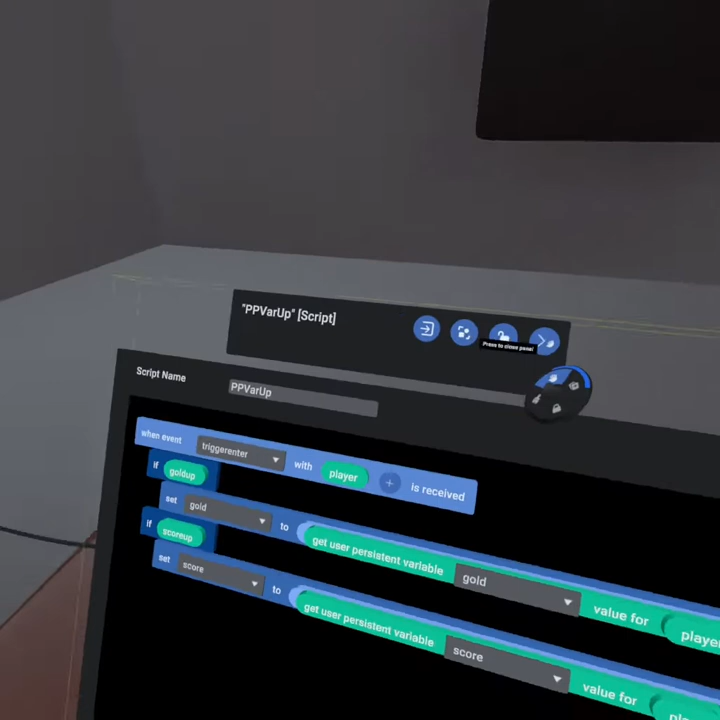 "PPVarUp" [Script]
Press to close panel
Script Name
PPVarUp
when event triggerenter with player + is received
if goldup
set gold to get user persistent variable gold value for player
if scoreup
set score to get user persistent variable score value for